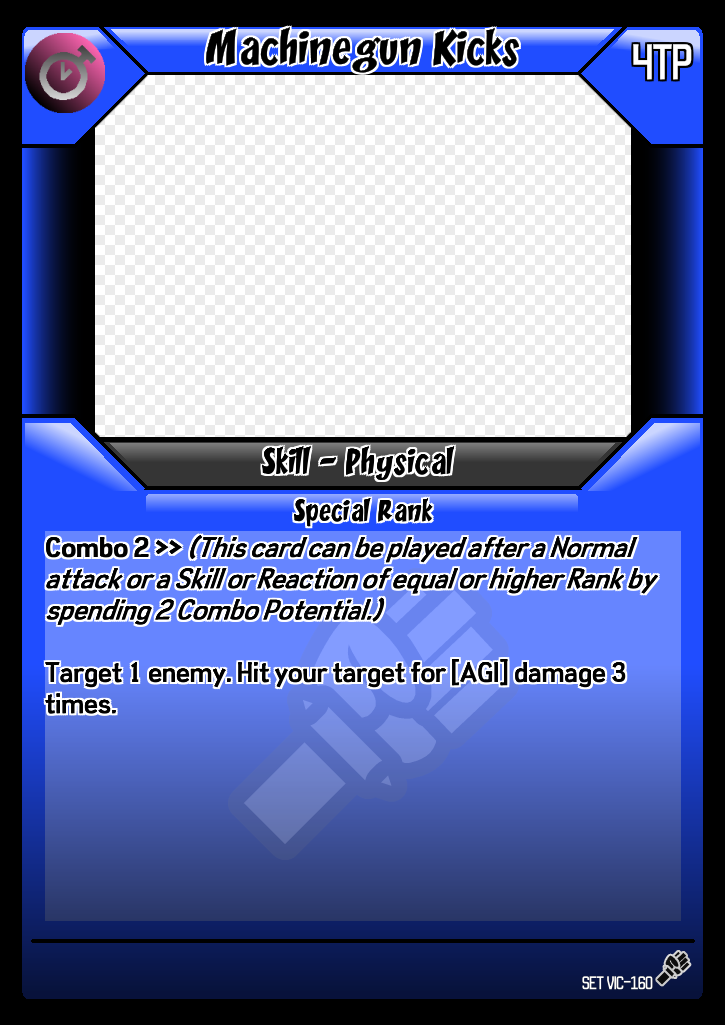 Machinegun Kicks
4TP
Skill - Physical
Special Rank
Combo 2 >> (This card can be played after a Normal
attack or a Skill or Reaction of equal or higher Rank by
spending 2 Combo Potential.)
Target 1 enemy. Hit your target for [AGI] damage 3
times.
SET VIC-160